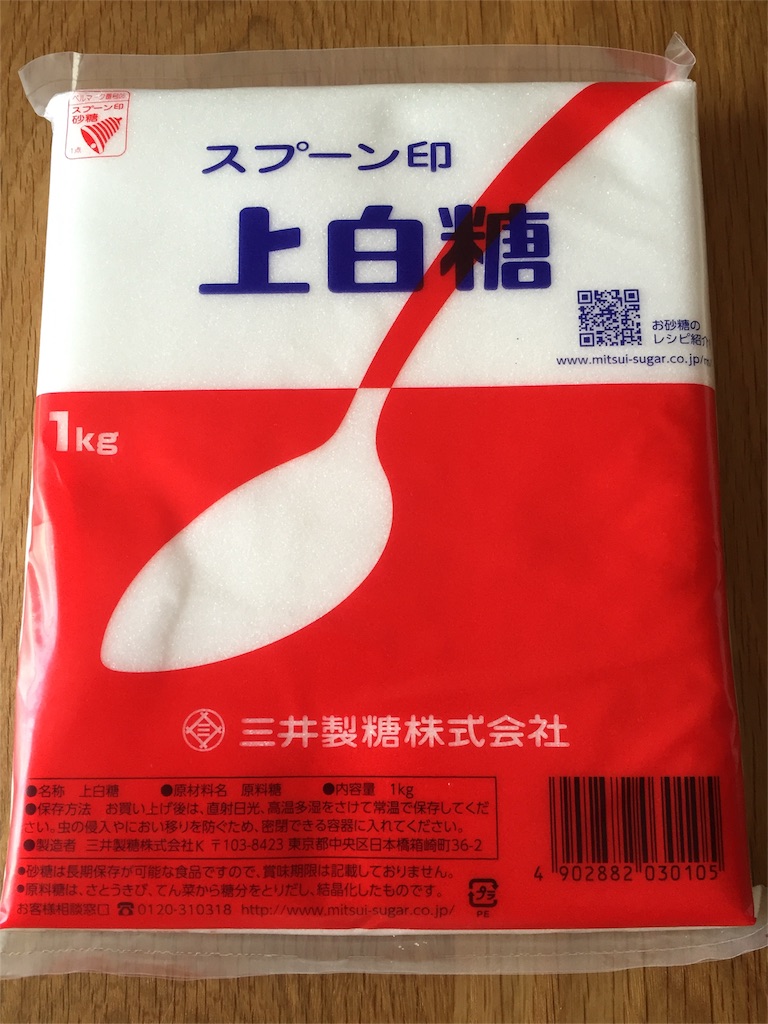 ベルマーク
スプーン印
砂糖
1点
スプーン印
上白糖
お砂糖の
レシピ紹介
www.mitsui-sugar.co.jp/
1kg
三井製糖株式会社
●名称 上白糖 ●原材料名 原料糖 ●内容量 1kg
●保存方法 お買い上げ後は、直射日光、高温多湿をさけて常温で保存してくだ
さい。虫の侵入やにおい移りを防ぐため、密閉できる容器に入れてください。
●製造者 三井製糖株式会社K 〒103-8423 東京都中央区日本橋箱崎町36-2
●砂糖は長期保存が可能な食品ですので、賞味期限は記載しておりません。
●原料糖は、さとうきび、てん菜から糖分をとりだし、結晶化したものです。
お客様相談窓口 ☎0120-310318 http://www.mitsui-sugar.co.jp/
プラ
PE
4 902882 030105